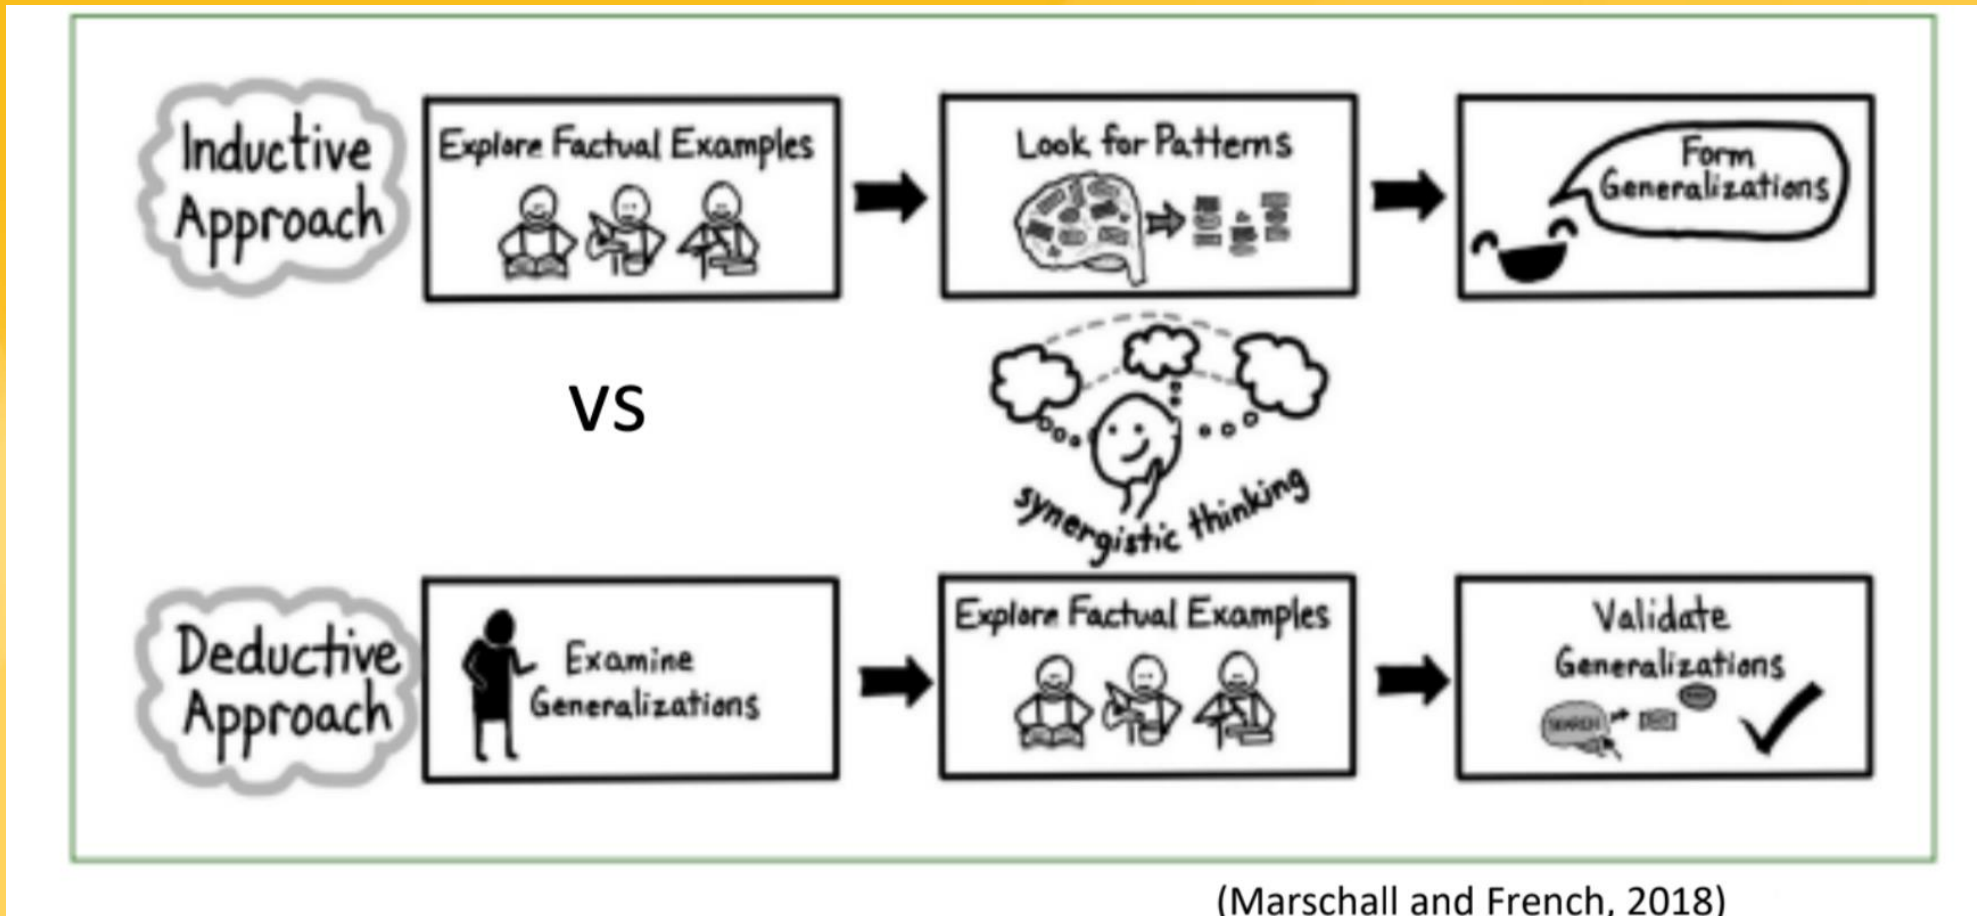 Inductive
Approach
Explore Factual Examples
Look for Patterns
Form
Generalizations
vs
synergistic thinking
Deductive
Approach
Examine
Generalizations
Explore Factual Examples
Validate
Generalizations
SEARCH
(Marschall and French, 2018)